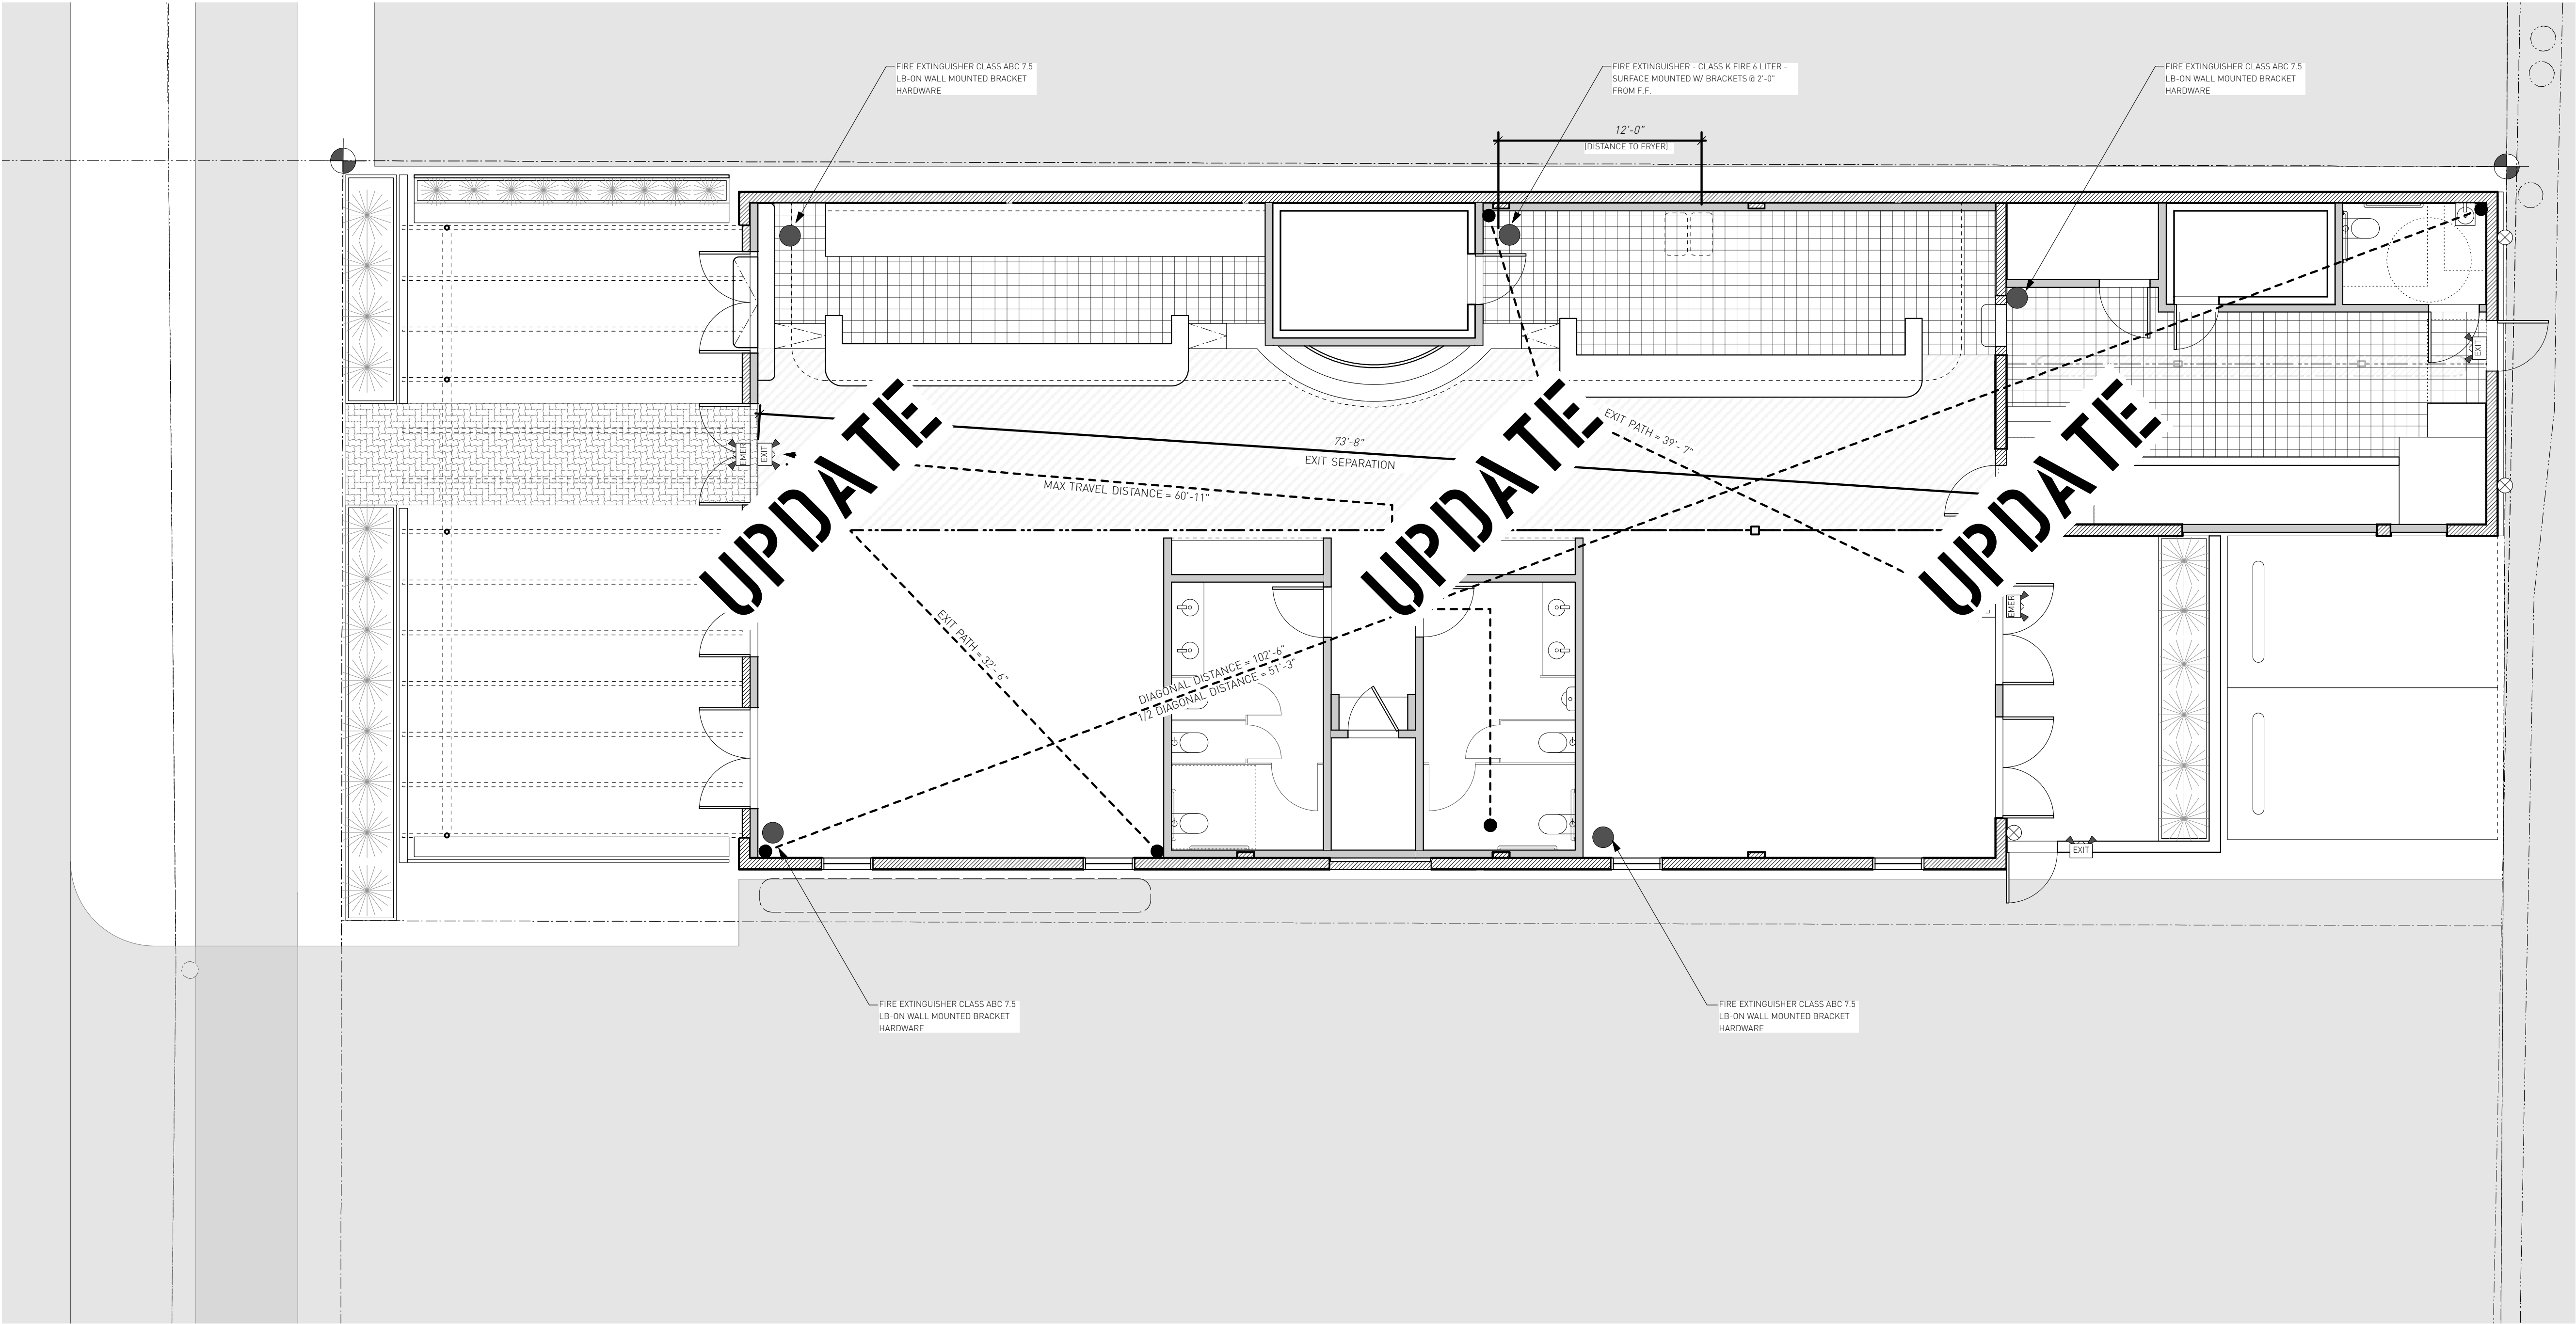 FIRE EXTINGUISHER CLASS ABC 7.5
LB-ON WALL MOUNTED BRACKET
HARDWARE
FIRE EXTINGUISHER - CLASS K FIRE 6 LITER -
SURFACE MOUNTED W/ BRACKETS @ 2'-0"
FROM F.F.
FIRE EXTINGUISHER CLASS ABC 7.5
LB-ON WALL MOUNTED BRACKET
HARDWARE
12'-0"
(DISTANCE TO FRYER)
EXIT
EMER
EXIT
73'-8"
EXIT SEPARATION
EXIT PATH = 39'-7"
MAX TRAVEL DISTANCE = 60'-11"
UPDATE
UPDATE
UPDATE
EMER
EXIT PATH = 32'-6"
DIAGONAL DISTANCE = 102'-6"
1/2 DIAGONAL DISTANCE = 51'-3"
EXIT
FIRE EXTINGUISHER CLASS ABC 7.5
LB-ON WALL MOUNTED BRACKET
HARDWARE
FIRE EXTINGUISHER CLASS ABC 7.5
LB-ON WALL MOUNTED BRACKET
HARDWARE